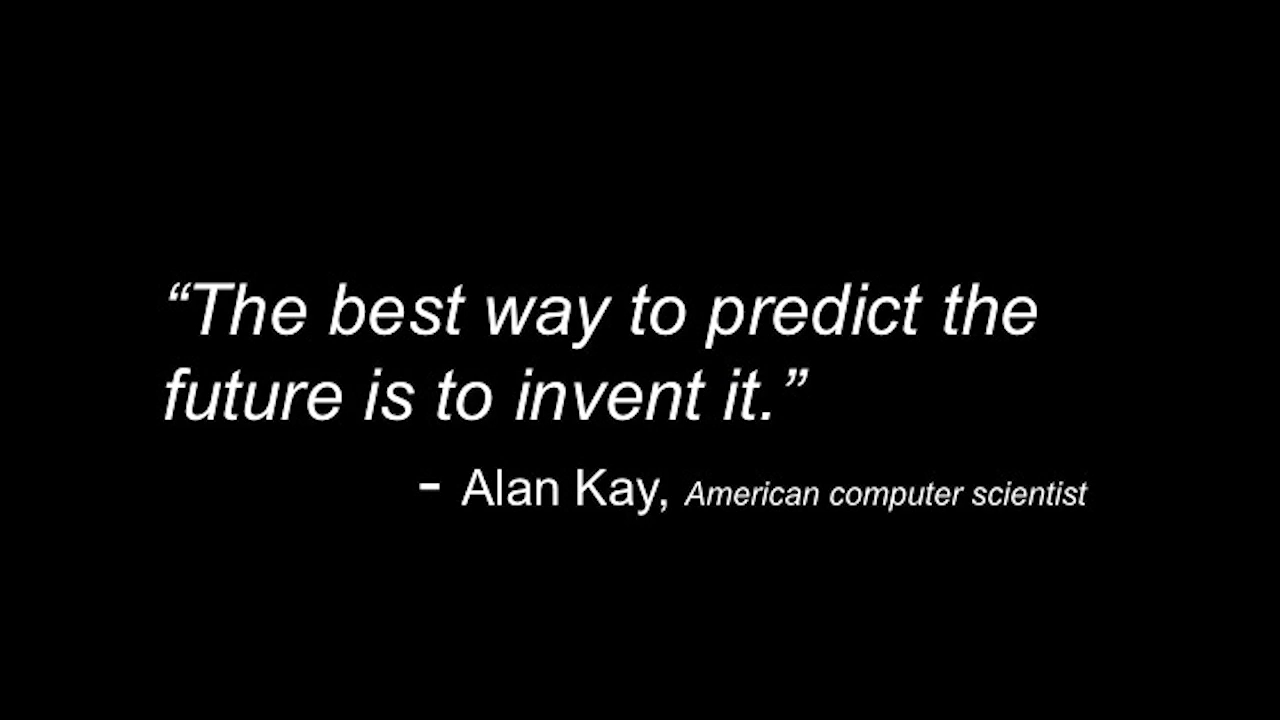 “The best way to predict the
future is to invent it.”
- Alan Kay, American computer scientist